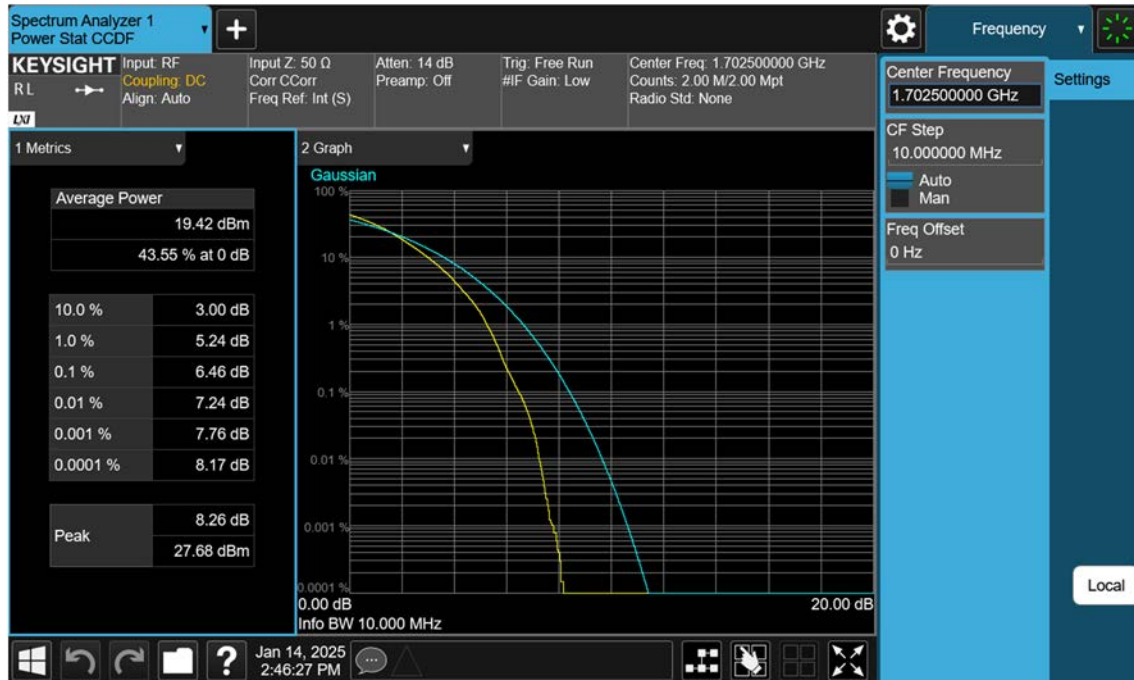 Spectrum Analyzer 1
Power Stat CCDF
Frequency
KEYSIGHT
R L
LXI
Input: RF
Coupling: DC
Align: Auto
Input Z: 50 Ω
Corr CCorr
Freq Ref: Int (S)
Atten: 14 dB
Preamp: Off
Trig: Free Run
#IF Gain: Low
Center Freq: 1.702500000 GHz
Counts: 2.00 M/2.00 Mpt
Radio Std: None
Center Frequency
1.702500000 GHz
Settings
CF Step
10.000000 MHz
Auto
Man
Freq Offset
0 Hz
Local
1 Metrics
Average Power
19.42 dBm
43.55 % at 0 dB
10.0 % 3.00 dB
1.0 % 5.24 dB
0.1 % 6.46 dB
0.01 % 7.24 dB
0.001 % 7.76 dB
0.0001 % 8.17 dB
Peak
8.26 dB
27.68 dBm
2 Graph
Gaussian
100 %
10 %
1 %
0.1 %
0.01 %
0.001 %
0.0001 %
0.00 dB 20.00 dB
Info BW 10.000 MHz
?
Jan 14, 2025
2:46:27 PM